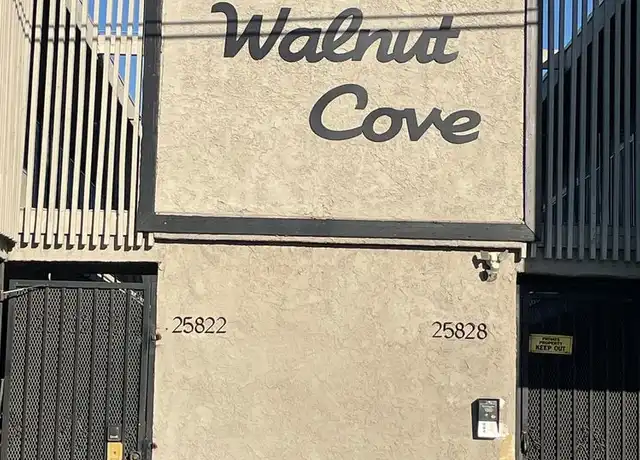 Walnut
Cove
25822
25828
PRIVATE
PROPERTY
KEEP OUT